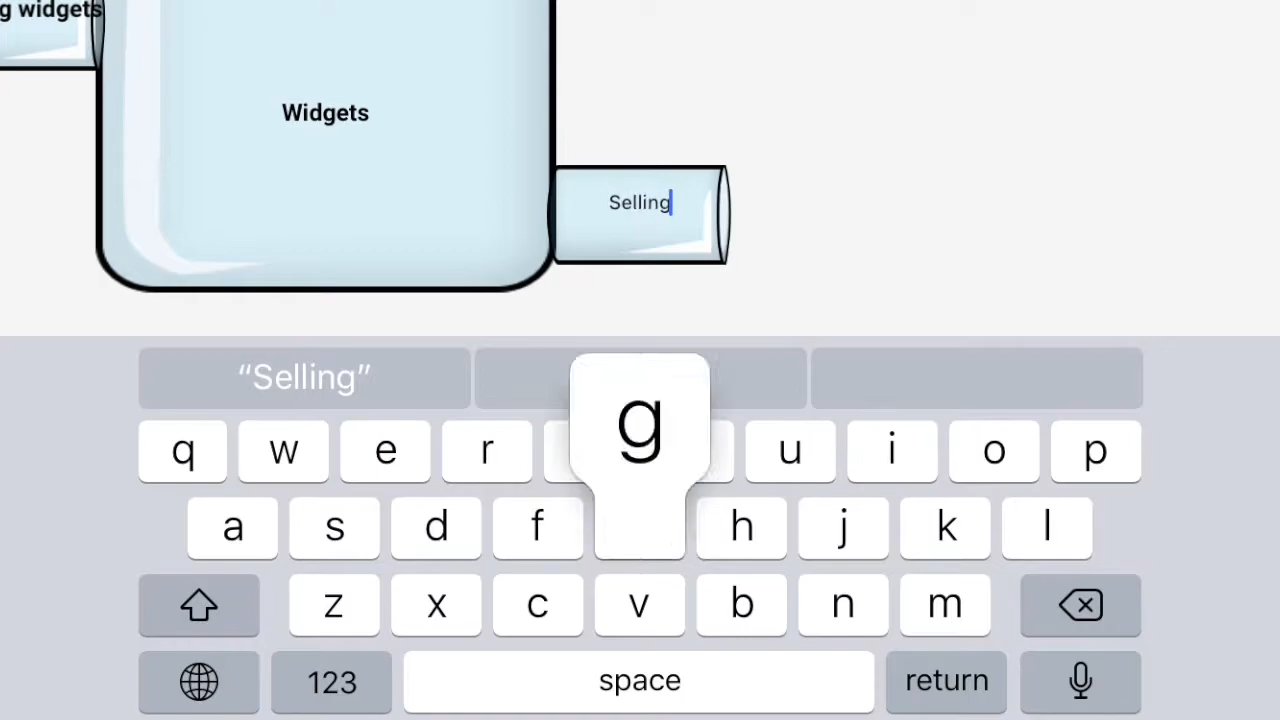 g widgets
Widgets
Selling
“Selling”
g
q w e r u i o p
a s d f h j k l
z x c v b n m
123 space return